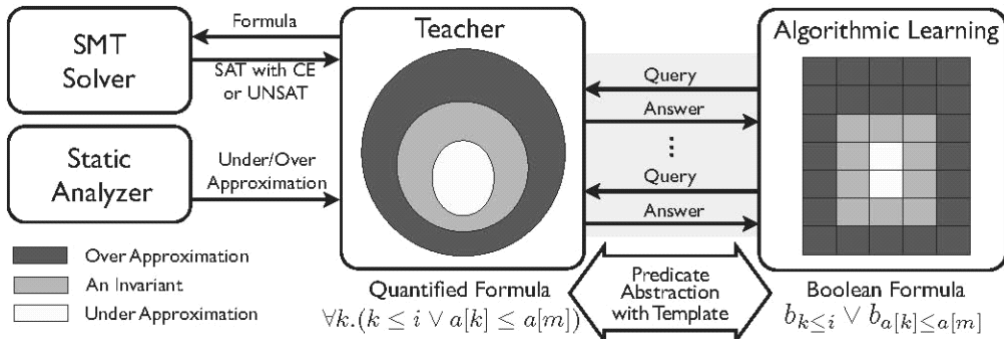 SMT
Solver
Formula
SAT with CE
or UNSAT
Static
Analyzer
Under/Over
Approximation
Over Approximation
An Invariant
Under Approximation
Teacher
Quantified Formula
∀k.(k ≤ i ∨ a[k] ≤ a[m])
Query
Answer
⋮
Query
Answer
Predicate
Abstraction
with Template
Algorithmic Learning
Boolean Formula
b_{k≤i} ∨ b_{a[k]≤a[m]}